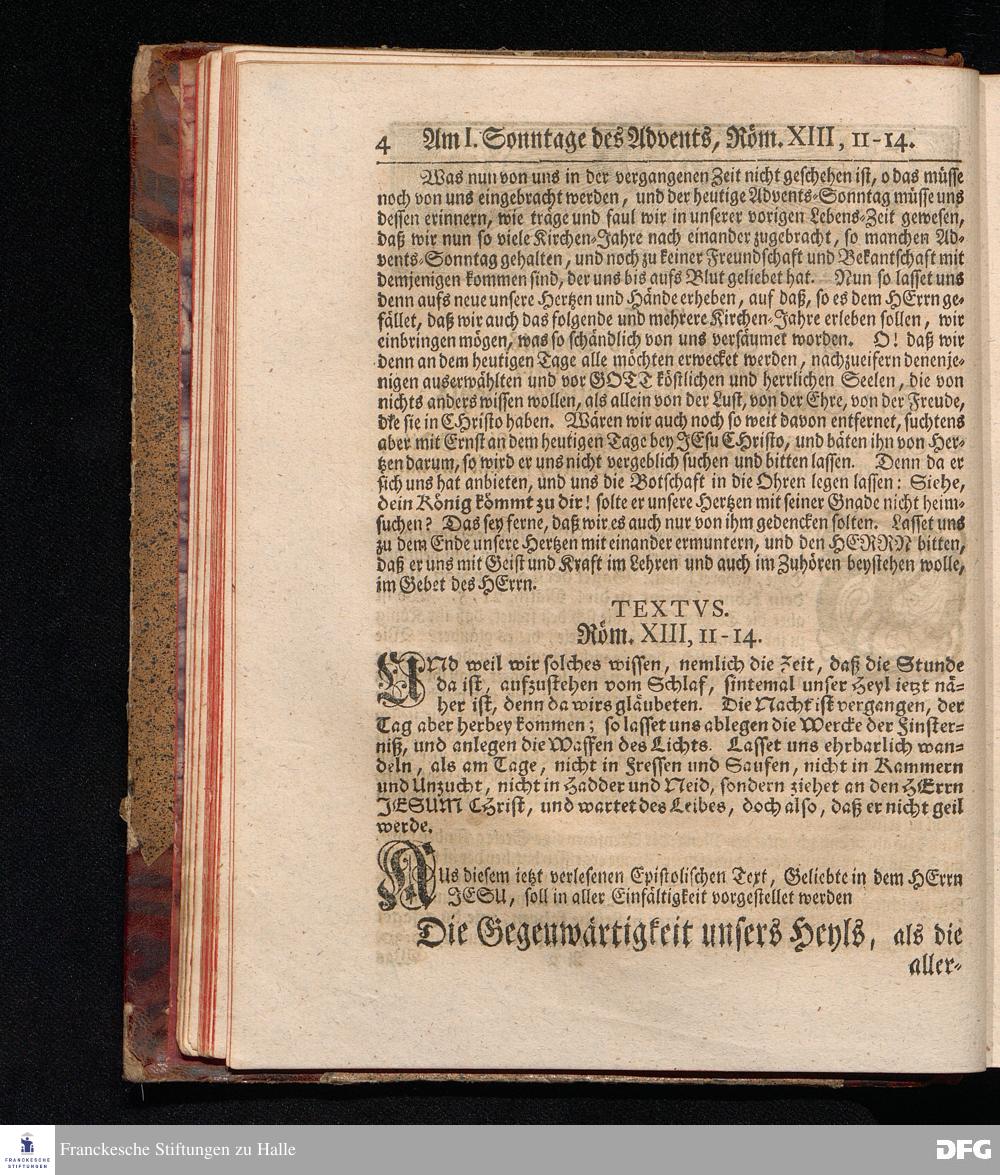 4 Am I. Sonntage des Advents, Röm. XIII, 11-14.
Was nun von uns in der vergangenen Zeit nicht geschehen ist, o das müsse
noch von uns eingebracht werden, und der heutige Advents-Sonntag müsse uns
dessen erinnern, wie träge und faul wir in unserer vorigen Lebens-Zeit gewesen,
daß wir nun so viele Kirchen-Jahre nach einander zugebracht, so manchen Ad-
vents-Sonntag gehalten, und noch zu keiner Freundschaft und Bekantschaft mit
demjenigen kommen sind, der uns bis aufs Blut geliebet hat. Nun so lasset uns
denn aufs neue unsere Hertzen und Hände erheben, auf daß, so es dem HErrn ge-
fället, daß wir auch das folgende und mehrere Kirchen-Jahre erleben sollen, wir
einbringen mögen, was so schändlich von uns versäumet worden. O! daß wir
denn an dem heutigen Tage alle möchten erwecket werden, nachzueifern denenje-
nigen auserwählten und vor GOTT köstlichen und herrlichen Seelen, die von
nichts anders wissen wollen, als allein von der Lust, von der Ehre, von der Freude,
die sie in CHristo haben. Wären wir auch noch so weit davon entfernet, suchtens
aber mit Ernst an dem heutigen Tage bey JEsu CHristo, und bäten ihn von Her-
tzen darum, so wird er uns nicht vergeblich suchen und bitten lassen. Denn da er
sich uns hat anbieten, und uns die Botschaft in die Ohren legen lassen: Siehe,
dein König kömmt zu dir! solte er unsere Hertzen mit seiner Gnade nicht heim-
suchen? Das sey ferne, daß wir es auch nur von ihm gedencken solten. Lasset uns
zu dem Ende unsere Hertzen mit einander ermuntern, und den HERRN bitten,
daß er uns mit Geist und Kraft im Lehren und auch im Zuhören beystehen wolle,
im Gebet des HErrn.
TEXTVS.
Röm. XIII, 11-14.
UNd weil wir solches wissen, nemlich die Zeit, daß die Stunde
da ist, aufzustehen vom Schlaf, sintemal unser Heyl ietzt nä-
her ist, denn da wirs gläubeten. Die Nacht ist vergangen, der
Tag aber herbey kommen; so lasset uns ablegen die Wercke der Finster-
niß, und anlegen die Waffen des Lichts. Lasset uns ehrbarlich wan-
deln, als am Tage, nicht in Fressen und Saufen, nicht in Kammern
und Unzucht, nicht in Hadder und Neid, sondern ziehet an den HErrn
JESUM CHrist, und wartet des Leibes, doch also, daß er nicht geil
werde.
AUs diesem ietzt verlesenen Epistolischen Text, Geliebte in dem HErrn
JESU, soll in aller Einfältigkeit vorgestellet werden
Die Gegenwärtigkeit unsers Heyls, als die
aller-
FRANCKESCHE
STIFTUNGEN
Franckesche Stiftungen zu Halle
DFG